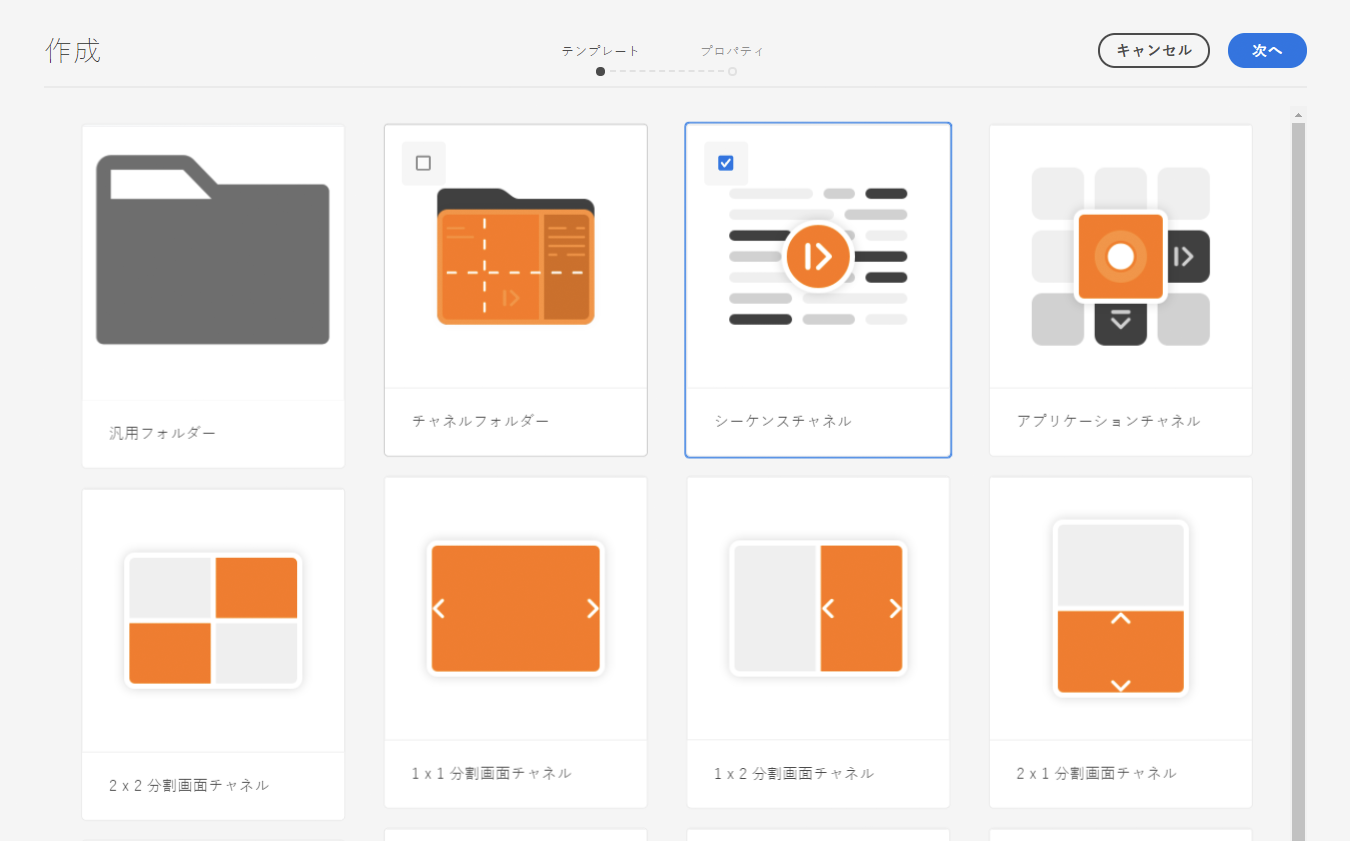 作成
テンプレート
プロパティ
キャンセル
次へ
汎用フォルダー
チャネルフォルダー
シーケンスチャネル
アプリケーションチャネル
2 x 2 分割画面チャネル
1 x 1 分割画面チャネル
1 x 2 分割画面チャネル
2 x 1 分割画面チャネル